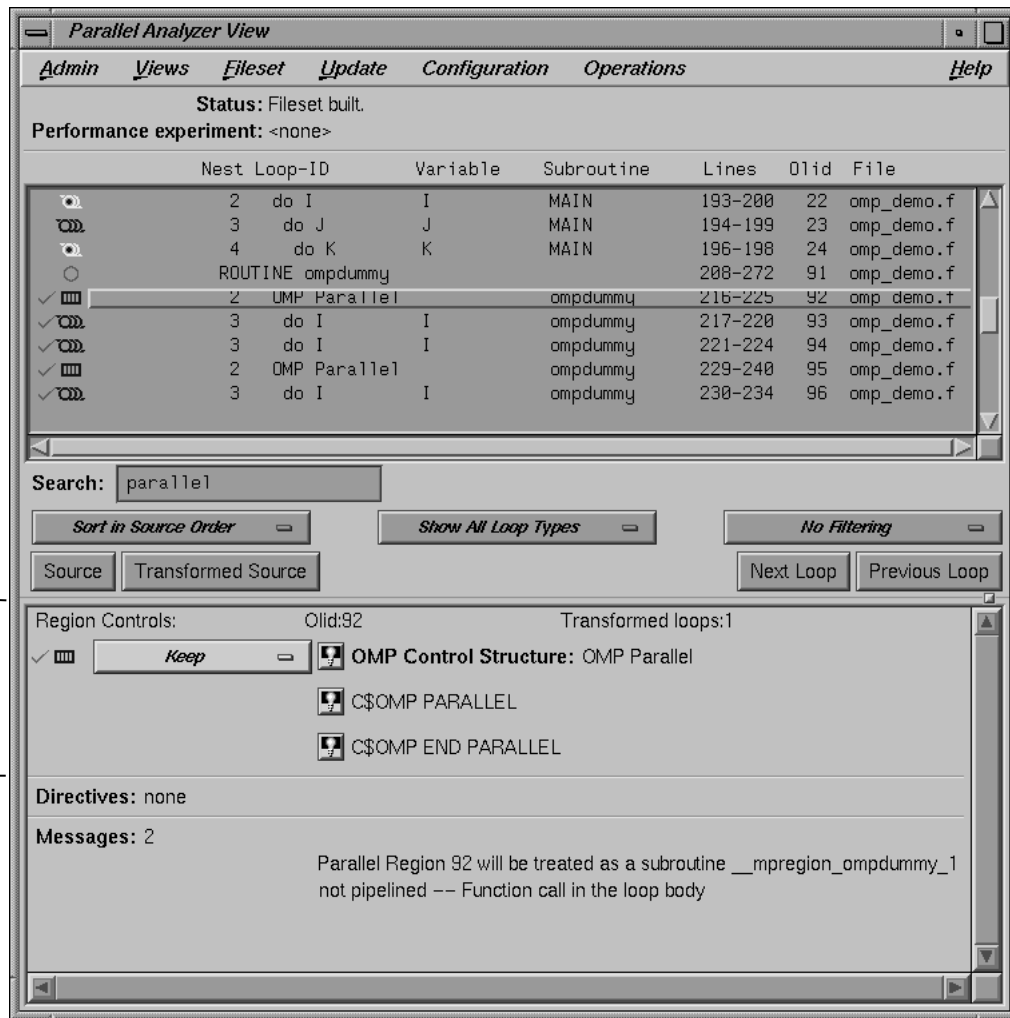 Parallel Analyzer View
Admin Views Fileset Update Configuration Operations Help
Status: Fileset built.
Performance experiment: <none>
Nest Loop-ID Variable Subroutine Lines Olid File
2 do I I MAIN 193-200 22 omp_demo.f
3 do J J MAIN 194-199 23 omp_demo.f
4 do K K MAIN 196-198 24 omp_demo.f
ROUTINE ompdummy 208-272 91 omp_demo.f
2 OMP Parallel ompdummy 216-225 92 omp_demo.f
3 do I I ompdummy 217-220 93 omp_demo.f
3 do I I ompdummy 221-224 94 omp_demo.f
2 OMP Parallel ompdummy 229-240 95 omp_demo.f
3 do I I ompdummy 230-234 96 omp_demo.f
Search: parallel
Sort in Source Order Show All Loop Types No Filtering
Source Transformed Source Next Loop Previous Loop
Region Controls: Olid:92 Transformed loops:1
Keep OMP Control Structure: OMP Parallel
C$OMP PARALLEL
C$OMP END PARALLEL
Directives: none
Messages: 2
Parallel Region 92 will be treated as a subroutine __mpregion_ompdummy_1
not pipelined -- Function call in the loop body